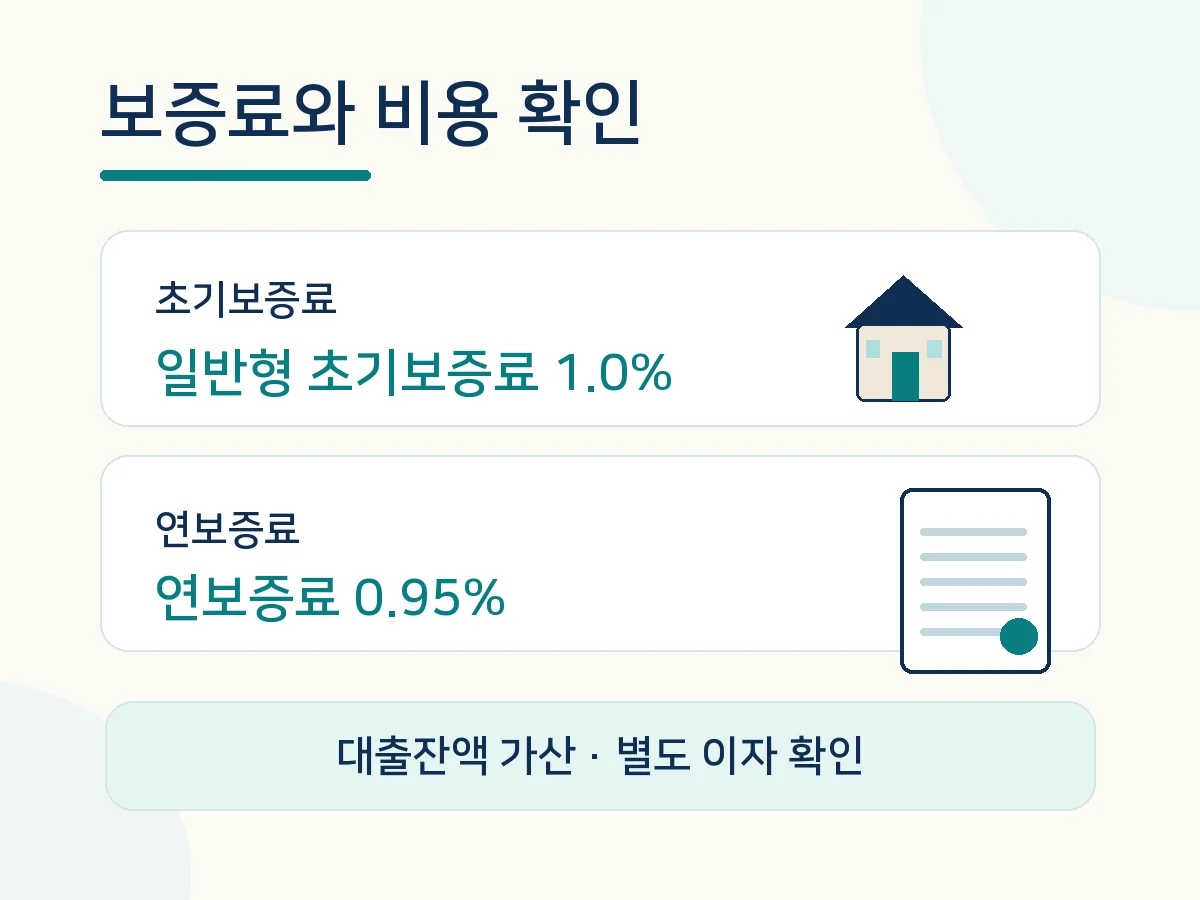 보증료와 비용 확인
초기보증료
일반형 초기보증료 1.0%
연보증료
연보증료 0.95%
대출잔액 가산 · 별도 이자 확인